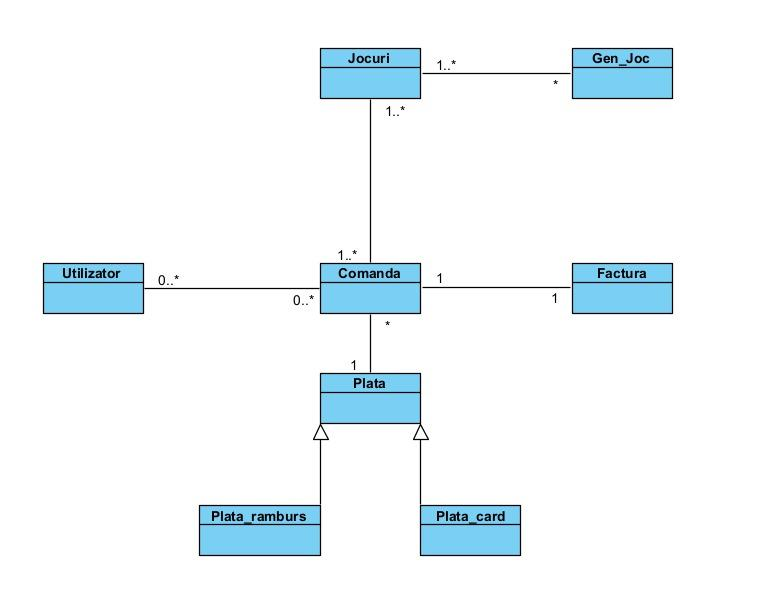 Jocuri
Gen_Joc
1..*
*
1..*
1..*
Utilizator
Comanda
Factura
0..*
0..*
1
1
*
1
Plata
Plata_ramburs
Plata_card